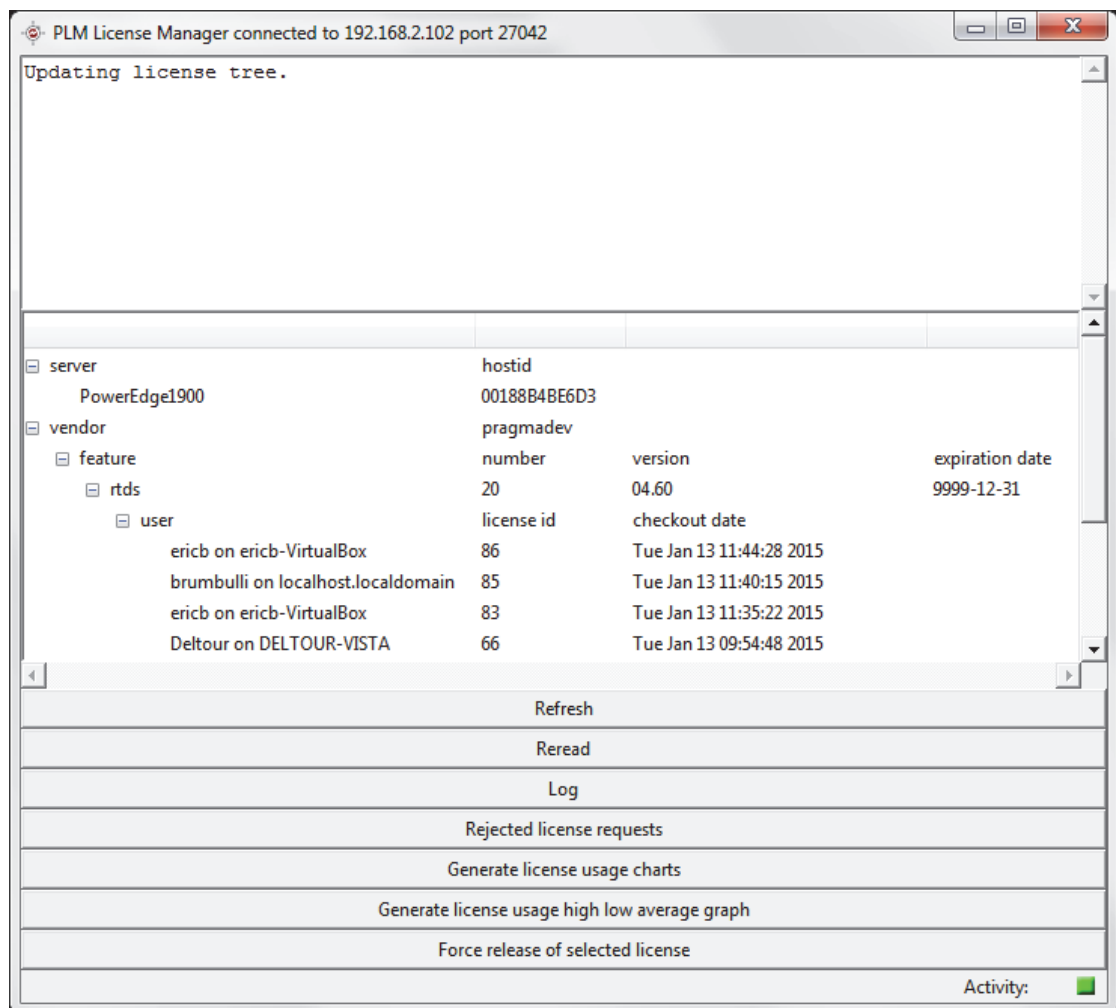 PLM License Manager connected to 192.168.2.102 port 27042
Updating license tree.
server hostid
PowerEdge1900 00188B4BE6D3
vendor pragmadev
feature number version expiration date
rtds 20 04.60 9999-12-31
user license id checkout date
ericb on ericb-VirtualBox 86 Tue Jan 13 11:44:28 2015
brumbulli on localhost.localdomain 85 Tue Jan 13 11:40:15 2015
ericb on ericb-VirtualBox 83 Tue Jan 13 11:35:22 2015
Deltour on DELTOUR-VISTA 66 Tue Jan 13 09:54:48 2015
Refresh
Reread
Log
Rejected license requests
Generate license usage charts
Generate license usage high low average graph
Force release of selected license
Activity: